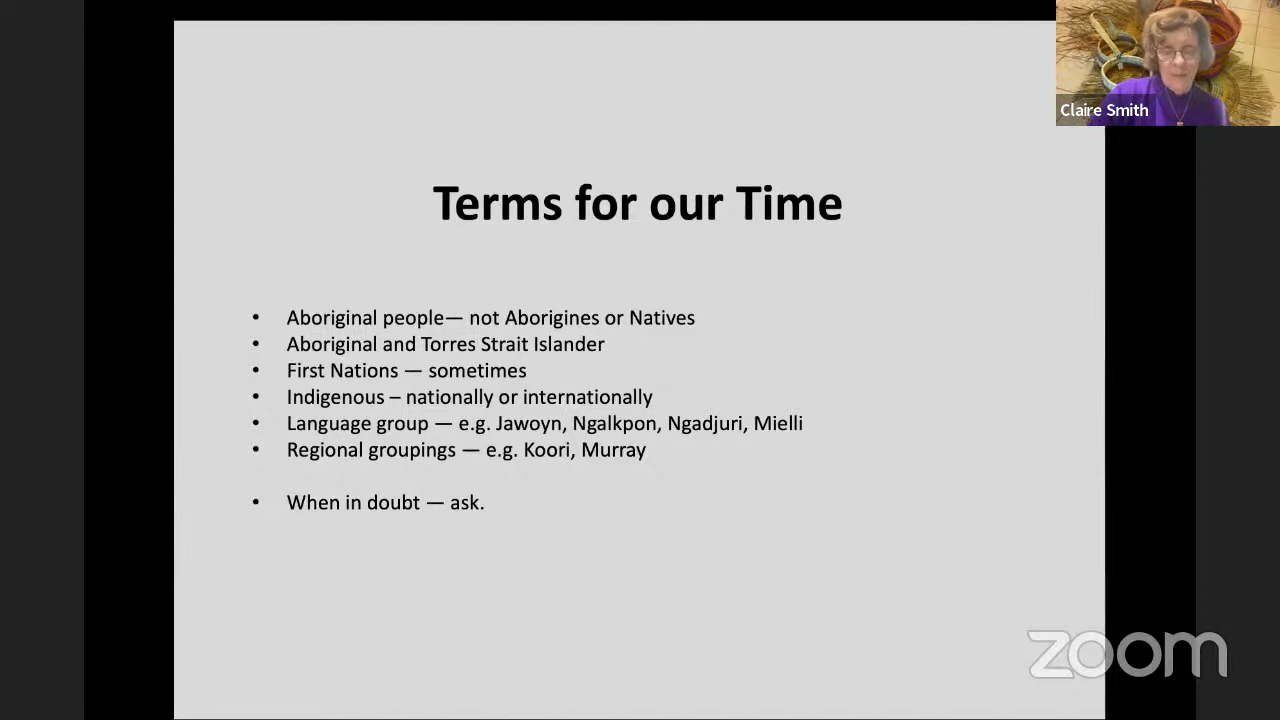 Claire Smith
Terms for our Time
• Aboriginal people— not Aborigines or Natives
• Aboriginal and Torres Strait Islander
• First Nations — sometimes
• Indigenous – nationally or internationally
• Language group — e.g. Jawoyn, Ngalkpon, Ngadjuri, Mielli
• Regional groupings — e.g. Koori, Murray
• When in doubt — ask.
zoom